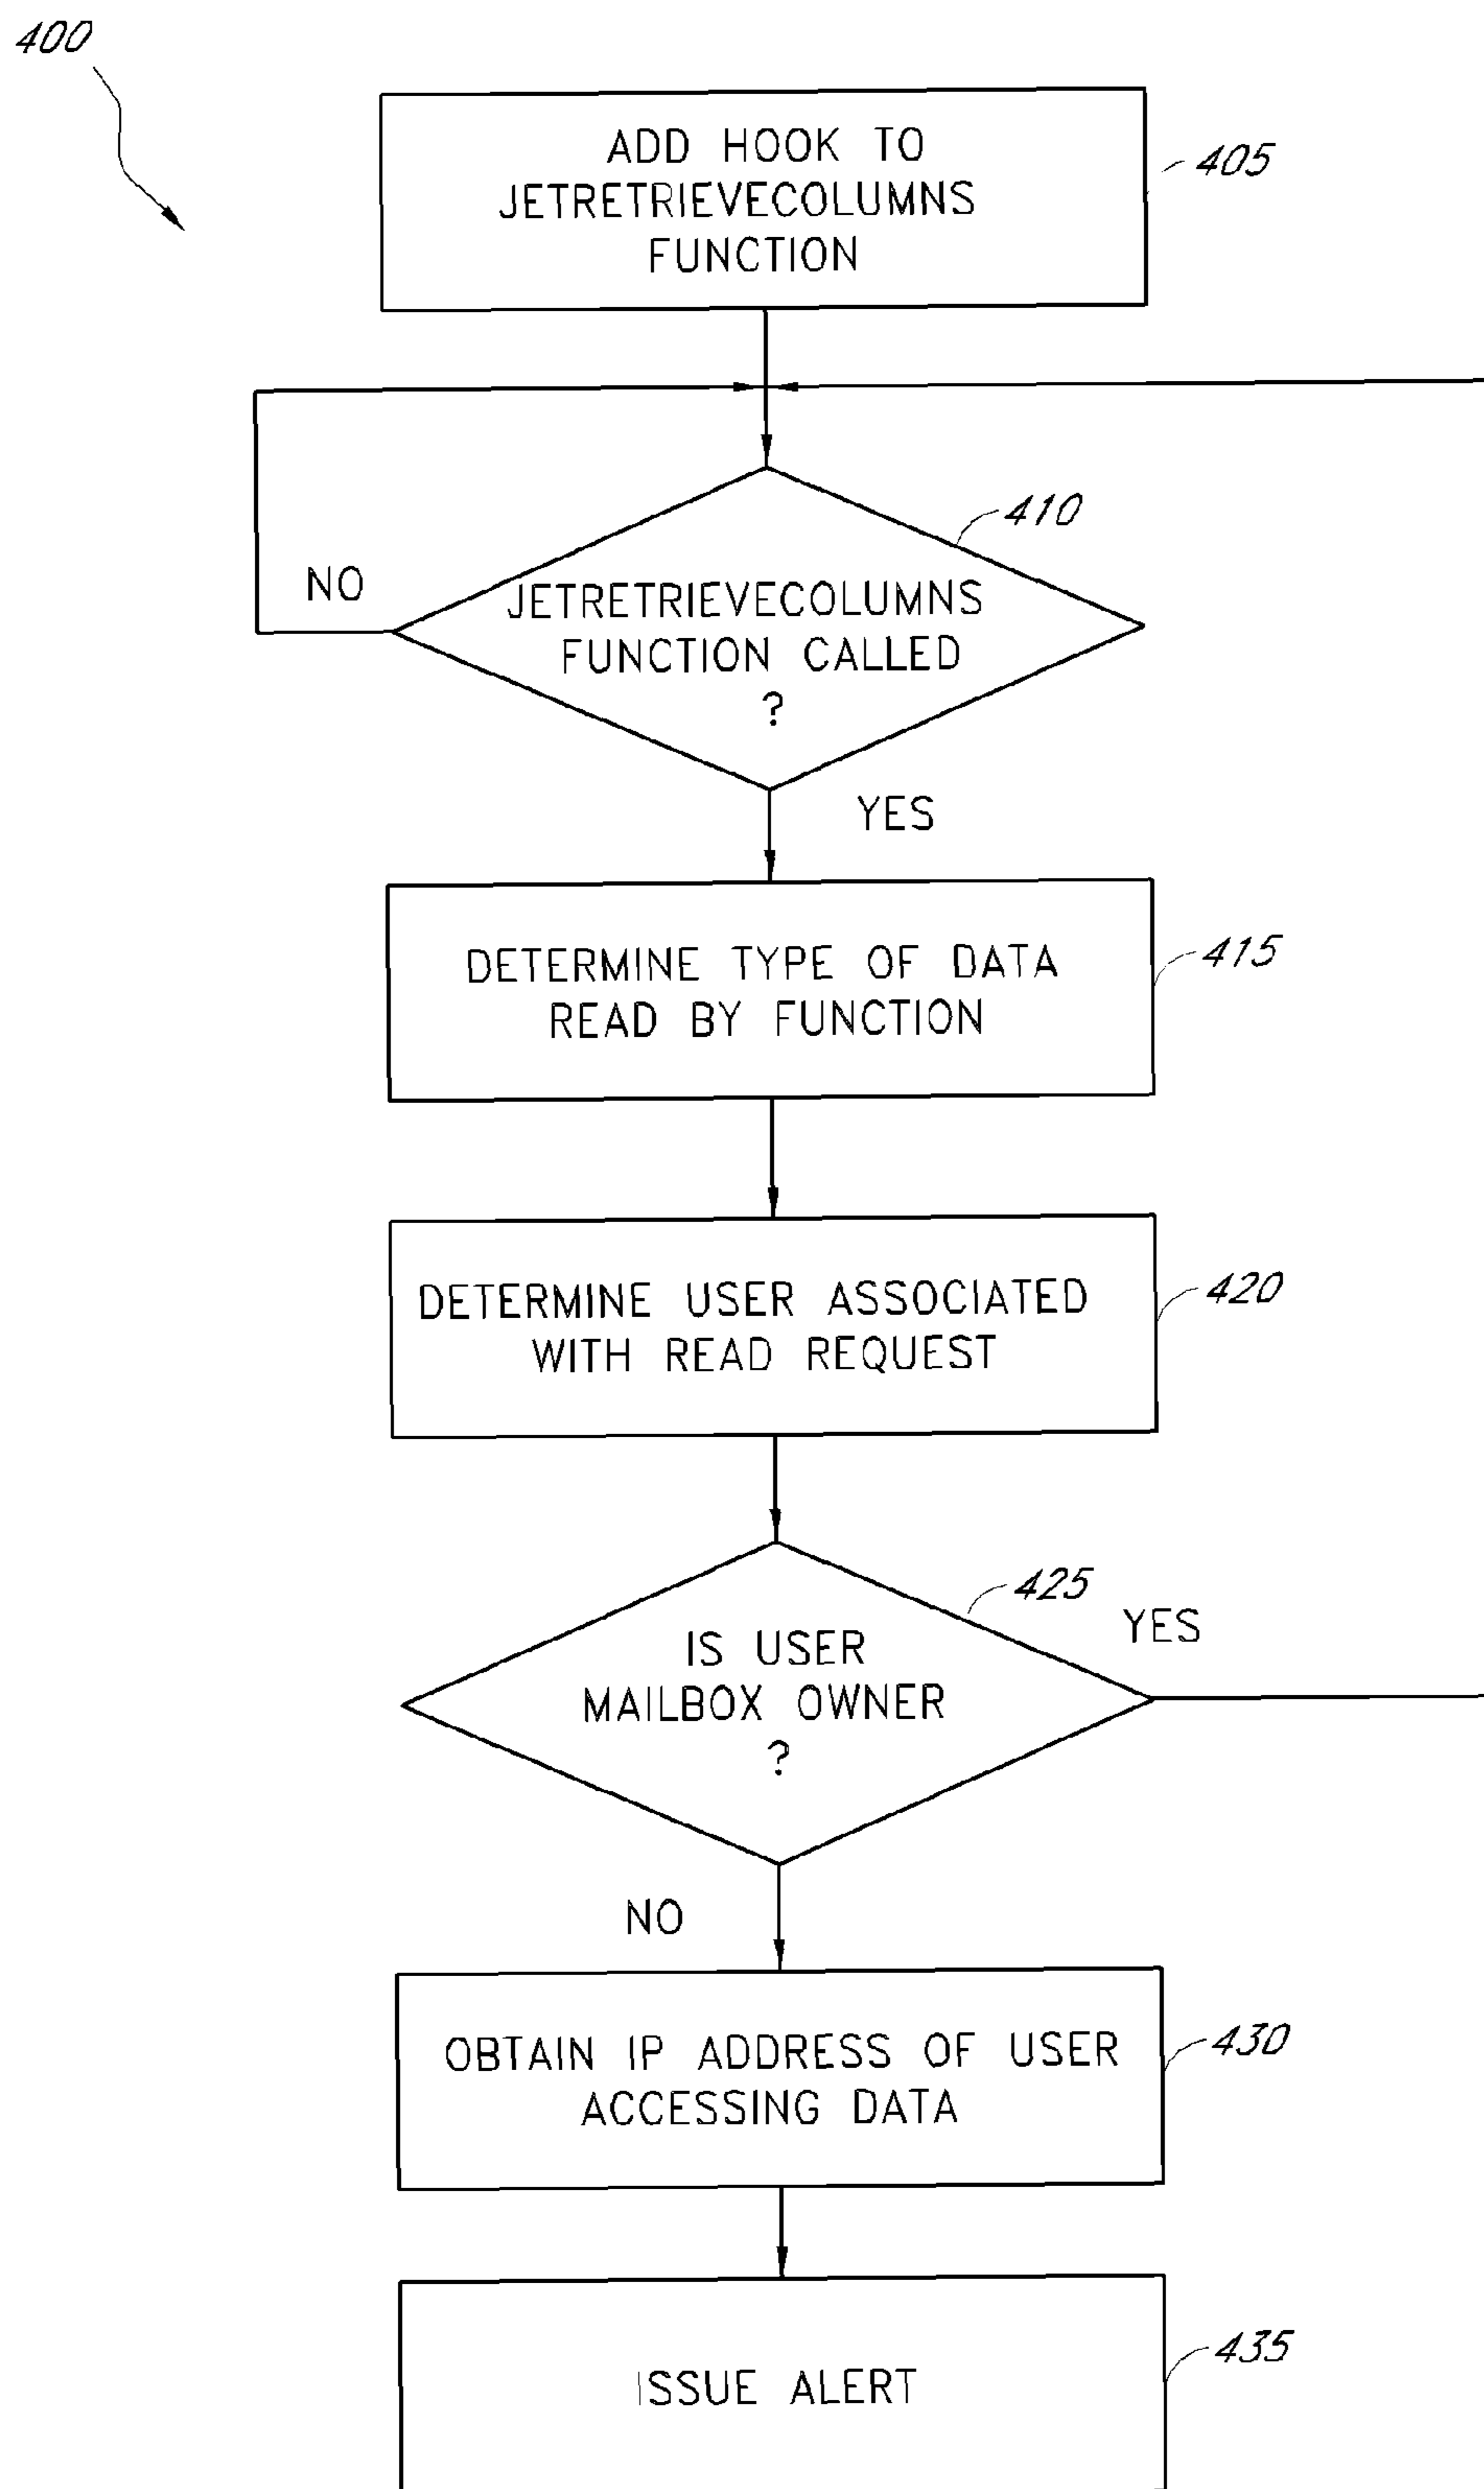 400
ADD HOOK TO
JETRETRIEVECOLUMNS
FUNCTION
405
410
NO
JETRETRIEVECOLUMNS
FUNCTION CALLED
?
YES
DETERMINE TYPE OF DATA
READ BY FUNCTION
415
DETERMINE USER ASSOCIATED
WITH READ REQUEST
420
425
YES
IS USER
MAILBOX OWNER
?
NO
OBTAIN IP ADDRESS OF USER
ACCESSING DATA
430
ISSUE ALERT
435